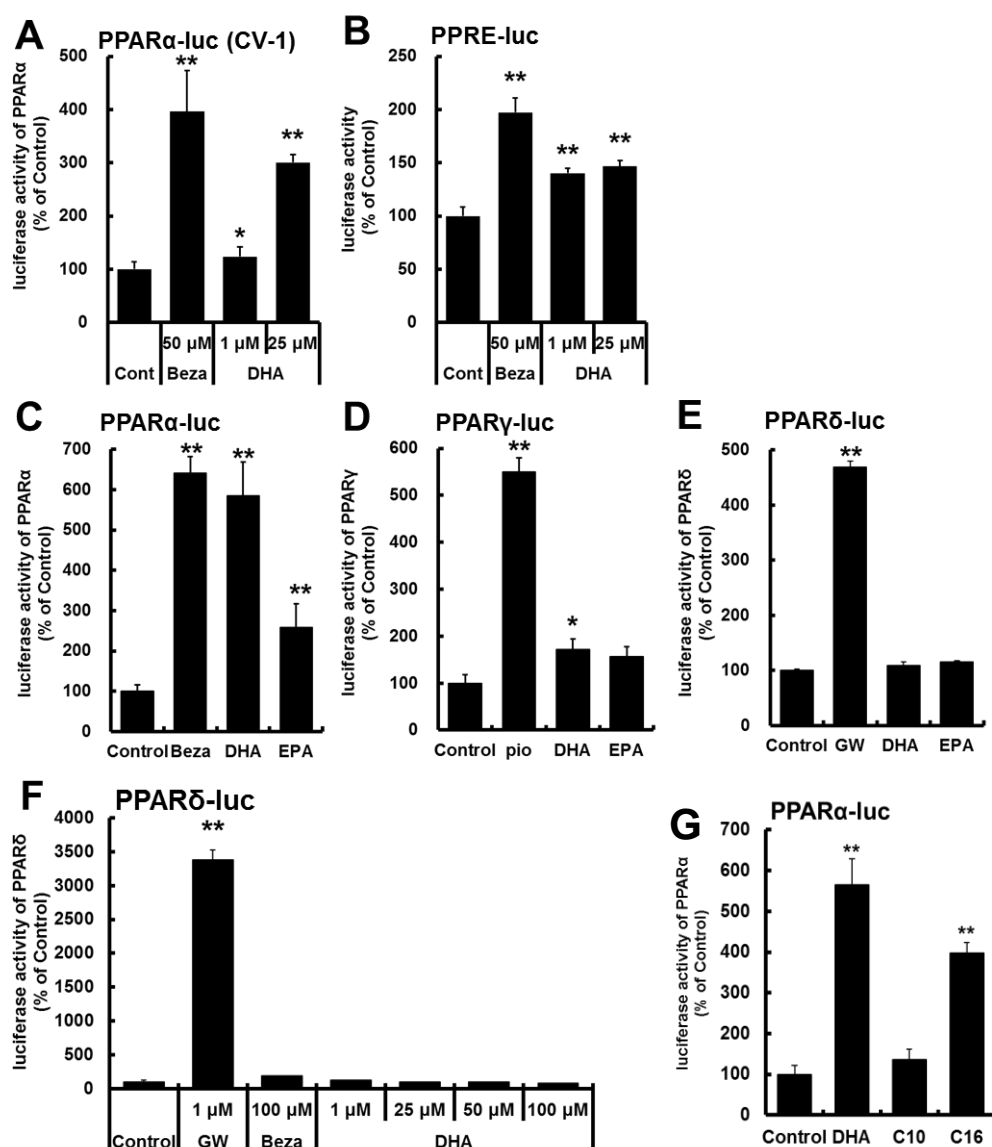 A
PPARα-luc (CV-1)
luciferase activity of PPARα
(% of Control)
500
400
300
200
100
0
**
*
**
50 μM 1 μM 25 μM
Cont Beza DHA
B
PPRE-luc
luciferase activity
(% of Control)
250
200
150
100
50
0
**
**
**
50 μM 1 μM 25 μM
Cont Beza DHA
C
PPARα-luc
luciferase activity of PPARα
(% of Control)
700
600
500
400
300
200
100
0
**
**
**
Control Beza DHA EPA
D
PPARγ-luc
luciferase activity of PPARγ
(% of Control)
600
500
400
300
200
100
0
**
*
Control pio DHA EPA
E
PPARδ-luc
luciferase activity of PPARδ
(% of Control)
500
400
300
200
100
0
**
Control GW DHA EPA
F
PPARδ-luc
luciferase activity of PPARδ
(% of Control)
4000
3500
3000
2500
2000
1500
1000
500
0
**
1 μM 100 μM 1 μM 25 μM 50 μM 100 μM
Control GW Beza DHA
G
PPARα-luc
luciferase activity of PPARα
(% of Control)
700
600
500
400
300
200
100
0
**
**
Control DHA C10 C16